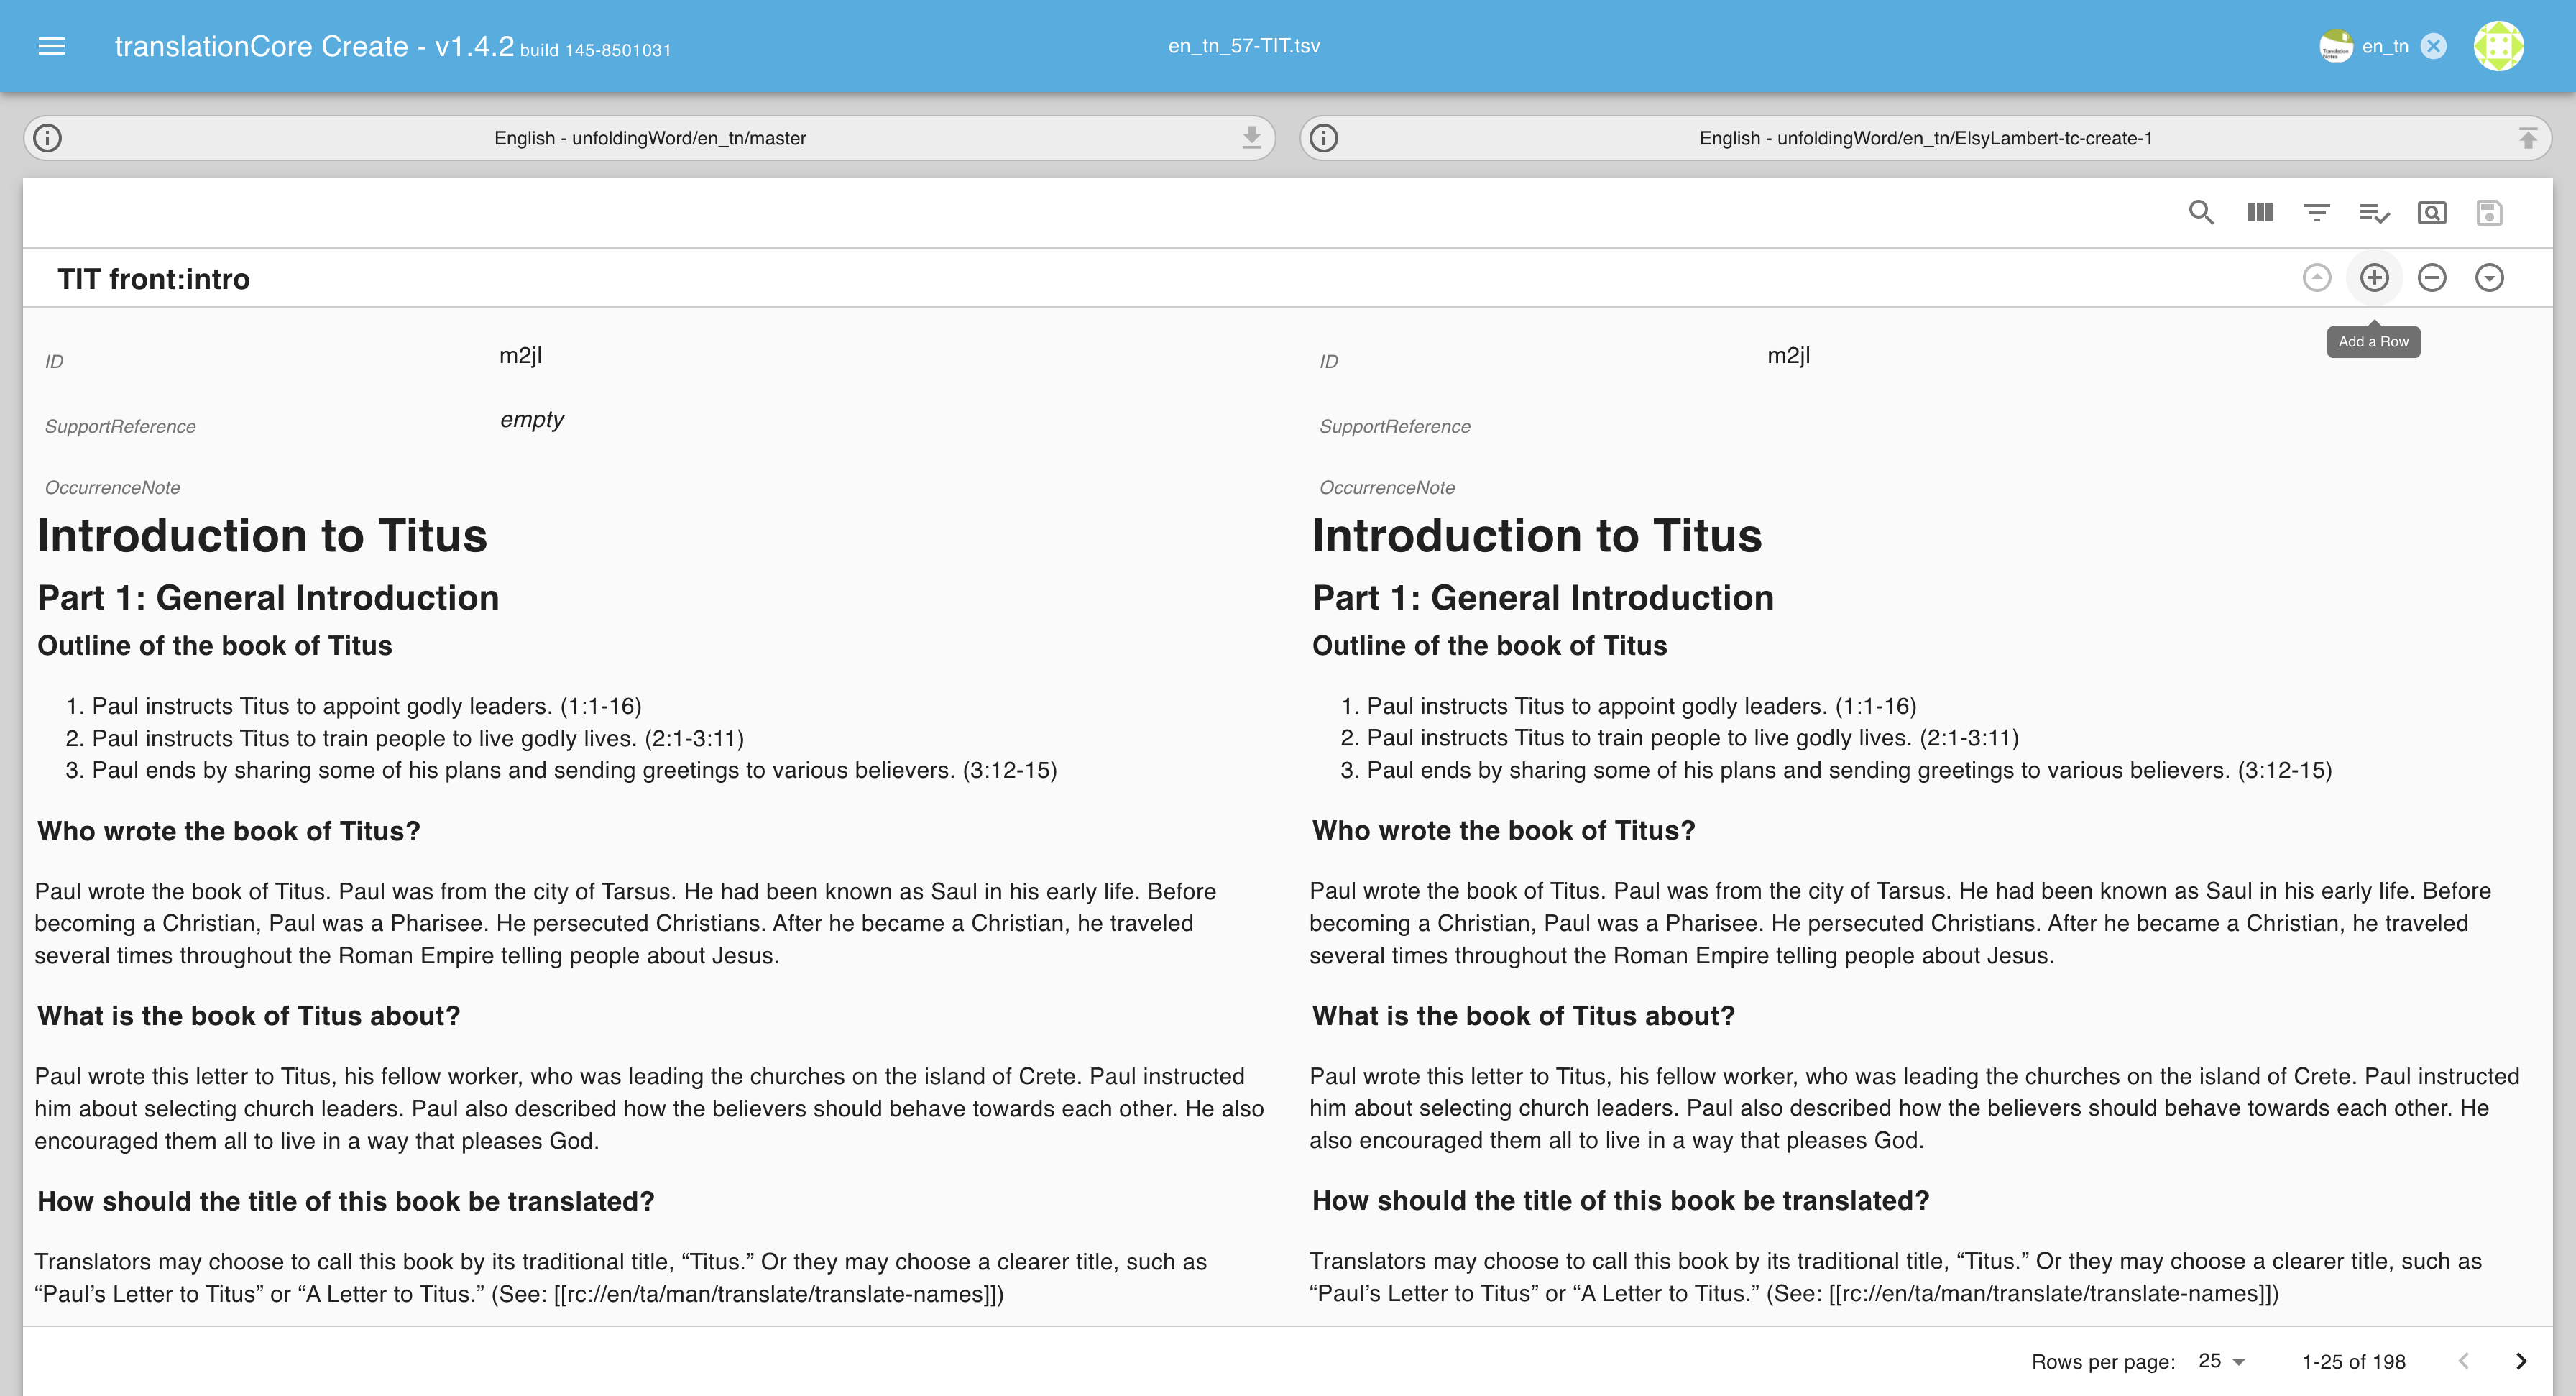 translationCore Create - v1.4.2 build 145-8501031
en_tn_57-TIT.tsv
en_tn
English - unfoldingWord/en_tn/master
English - unfoldingWord/en_tn/ElsyLambert-tc-create-1
TIT front:intro
Add a Row
ID
m2jl
SupportReference
empty
OccurrenceNote
Introduction to Titus
Part 1: General Introduction
Outline of the book of Titus
1. Paul instructs Titus to appoint godly leaders. (1:1-16)
2. Paul instructs Titus to train people to live godly lives. (2:1-3:11)
3. Paul ends by sharing some of his plans and sending greetings to various believers. (3:12-15)
Who wrote the book of Titus?
Paul wrote the book of Titus. Paul was from the city of Tarsus. He had been known as Saul in his early life. Before
becoming a Christian, Paul was a Pharisee. He persecuted Christians. After he became a Christian, he traveled
several times throughout the Roman Empire telling people about Jesus.
What is the book of Titus about?
Paul wrote this letter to Titus, his fellow worker, who was leading the churches on the island of Crete. Paul instructed
him about selecting church leaders. Paul also described how the believers should behave towards each other. He also
encouraged them all to live in a way that pleases God.
How should the title of this book be translated?
Translators may choose to call this book by its traditional title, “Titus.” Or they may choose a clearer title, such as
“Paul’s Letter to Titus” or “A Letter to Titus.” (See: [[rc://en/ta/man/translate/translate-names]])
ID
m2jl
SupportReference
OccurrenceNote
Introduction to Titus
Part 1: General Introduction
Outline of the book of Titus
1. Paul instructs Titus to appoint godly leaders. (1:1-16)
2. Paul instructs Titus to train people to live godly lives. (2:1-3:11)
3. Paul ends by sharing some of his plans and sending greetings to various believers. (3:12-15)
Who wrote the book of Titus?
Paul wrote the book of Titus. Paul was from the city of Tarsus. He had been known as Saul in his early life. Before
becoming a Christian, Paul was a Pharisee. He persecuted Christians. After he became a Christian, he traveled
several times throughout the Roman Empire telling people about Jesus.
What is the book of Titus about?
Paul wrote this letter to Titus, his fellow worker, who was leading the churches on the island of Crete. Paul instructed
him about selecting church leaders. Paul also described how the believers should behave towards each other. He
also encouraged them all to live in a way that pleases God.
How should the title of this book be translated?
Translators may choose to call this book by its traditional title, “Titus.” Or they may choose a clearer title, such as
“Paul’s Letter to Titus” or “A Letter to Titus.” (See: [[rc://en/ta/man/translate/translate-names]])
Rows per page: 25 1-25 of 198